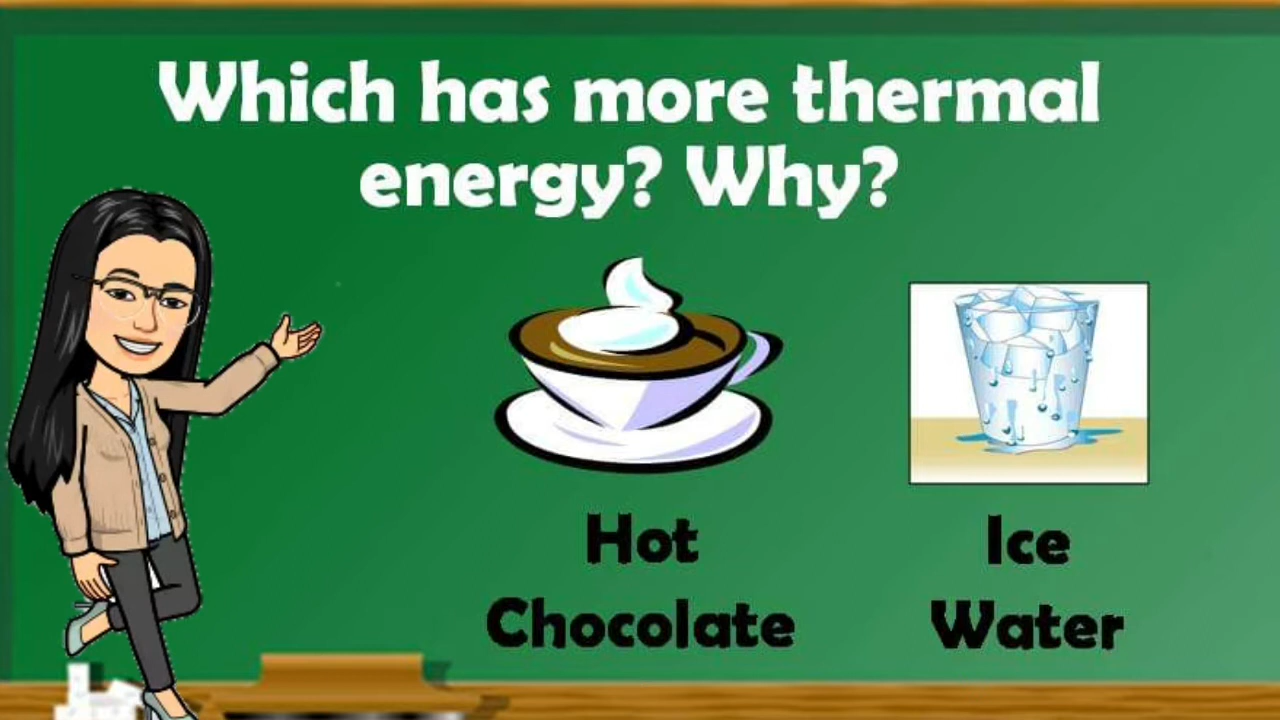 Which has more thermal
energy? Why?
Hot
Chocolate
Ice
Water